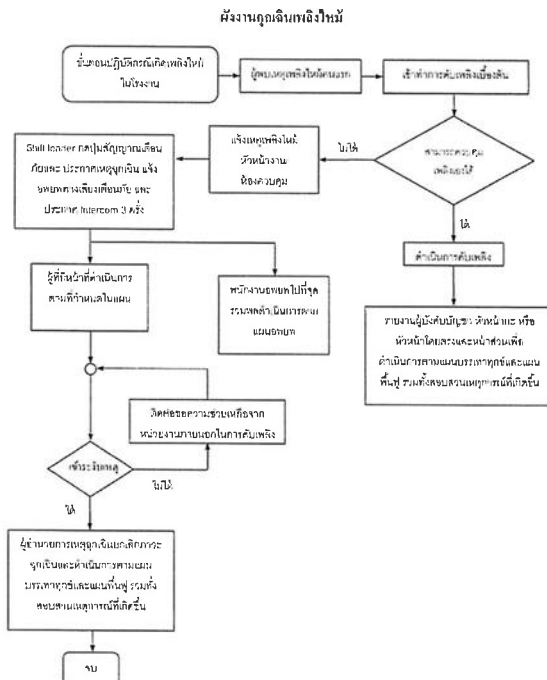 ผังงานฉุกเฉินเพลิงไหม้
ขั้นตอนปฏิบัติกรณีเกิดเพลิงไหม้
ในโรงงาน
ผู้พบเหตุเพลิงไหม้คนแรก
เข้าทำการดับเพลิงเบื้องต้น
สามารถควบคุม
เพลิงเองได้
ไม่ได้
แจ้งเหตุเพลิงไหม้
หัวหน้างาน
ห้องควบคุม
Shift leader กดปุ่มสัญญาณเตือน
ภัยและ ประกาศเหตุฉุกเฉิน แจ้ง
อพยพทางเสียงเตือนภัย และ
ประกาศ Intercom 3 ครั้ง
ได้
ดำเนินการดับเพลิง
รายงานผู้บังคับบัญชา หัวหน้ากะ หรือ
หัวหน้าโดยตรงและหน้าส่วนเพื่อ
ดำเนินการตามแผนบรรเทาทุกข์และแผน
ฟื้นฟู รวมทั้งสอบสวนเหตุการณ์ที่เกิดขึ้น
ผู้ที่มีหน้าที่ดำเนินการ
ตามที่กำหนดในแผน
พนักงานอพยพไปที่จุด
รวมพลดำเนินการตาม
แผนอพยพ
ติดต่อขอความช่วยเหลือจาก
หน่วยงานภายนอกในการดับเพลิง
เข้าระงับเหตุ
ไม่ได้
ได้
ผู้อำนวยการเหตุฉุกเฉินยกเลิกภาวะ
ฉุกเฉินและดำเนินการตามแผน
บรรเทาทุกข์และแผนฟื้นฟู รวมทั้ง
สอบสวนเหตุการณ์ที่เกิดขึ้น
จบ